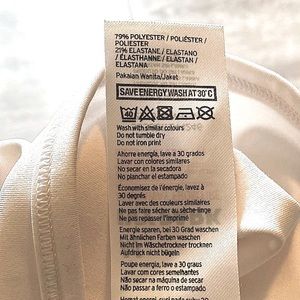 79% POLYESTER / POLIÉSTER /
POLIESTER
21% ELASTANE / ELASTANO
/ ÉLASTHANNE / ELASTAN /
ELASTANA
Pakaian Wanita/Jaket
SAVE ENERGY WASH AT 30°C
40
Wash with similar colours
Do not tumble dry
Do not iron print
Ahorre energía, lave a 30 grados
Lavar con colores similares
No secar en la secadora
No planchar el estampado
Économisez de l'énergie, lavez à
30 degrés
Laver avec des couleurs similaires
Ne pas faire sécher au sèche-linge
Ne pas repasser l'imprimé
Energie sparen, bei 30 Grad waschen
Mit ähnlichen Farben waschen
Nicht im Wäschetrockner trocknen
Aufdruck nicht bügeln
Poupe energia, lave a 30 graus
Lavar com cores semelhantes
Não secar na máquina
Não passar a ferro o estampado